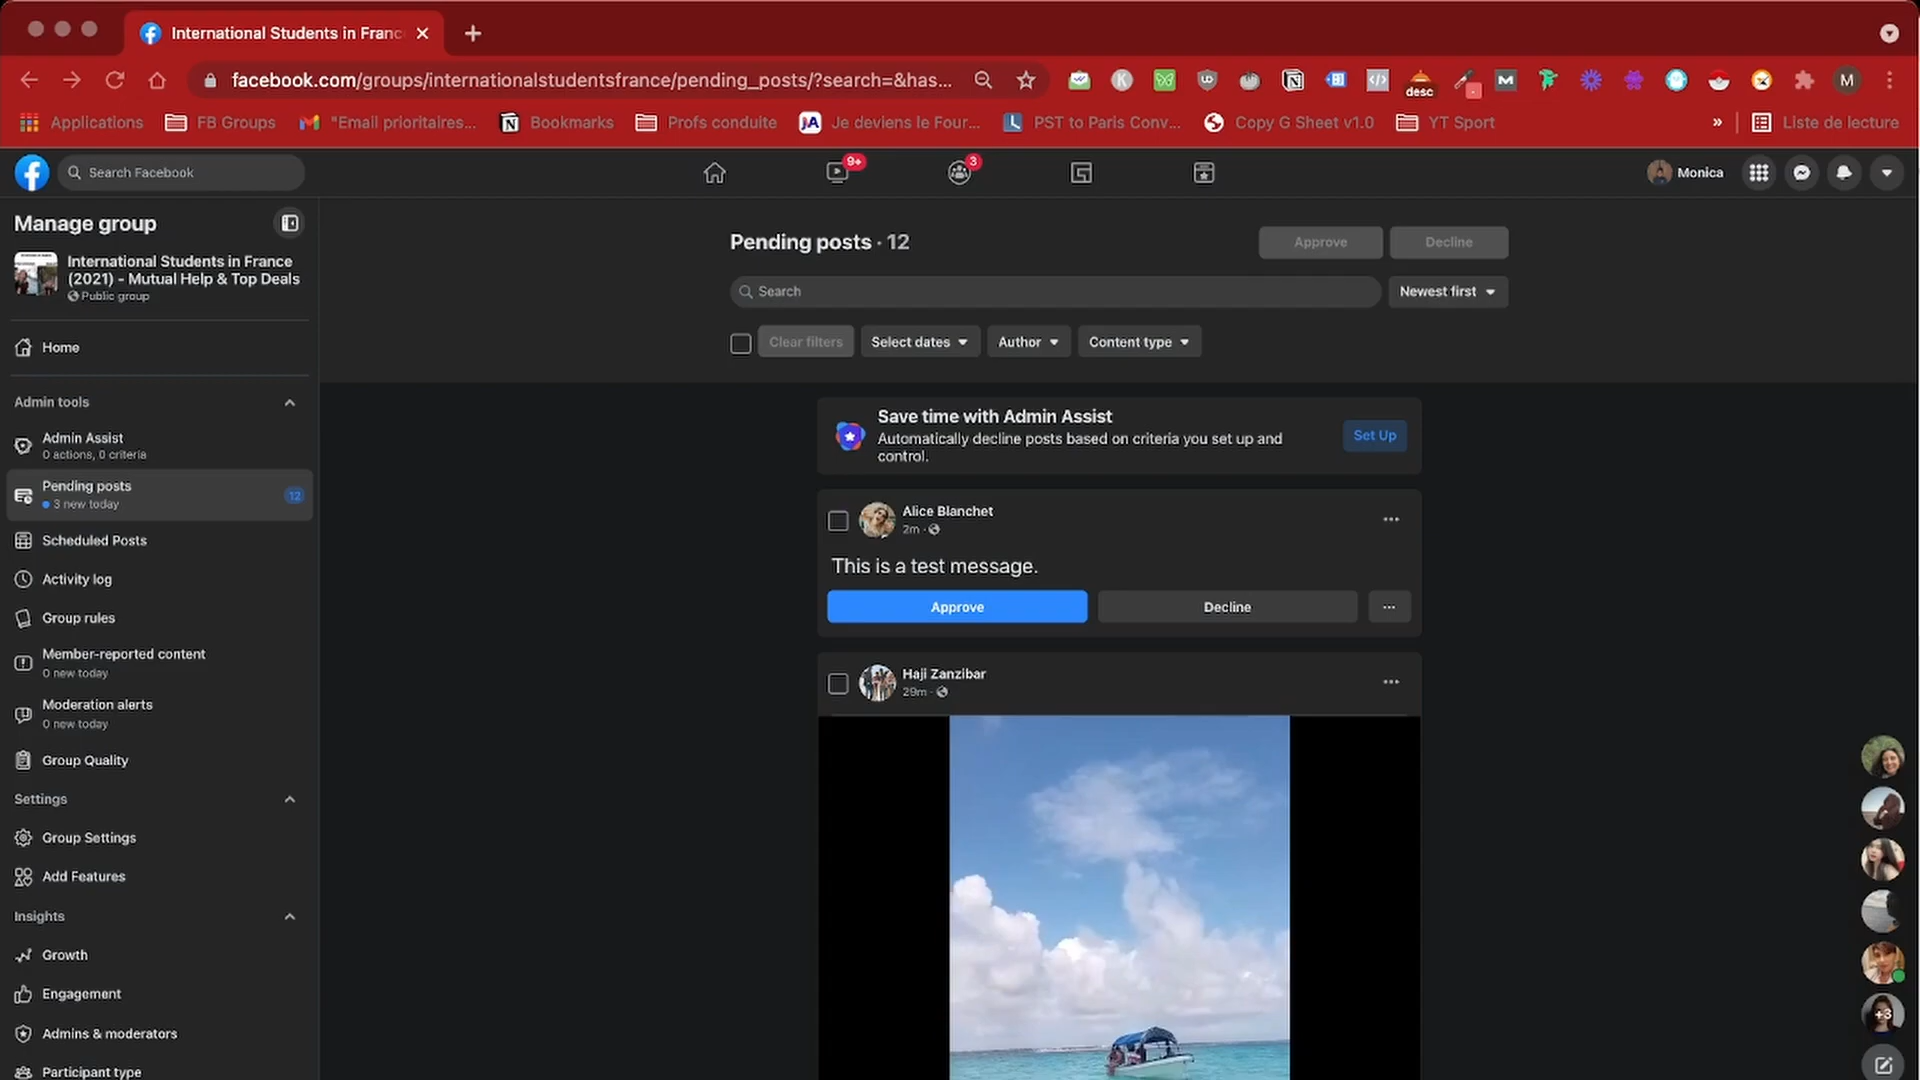 International Students in Franc
facebook.com/groups/internationalstudentsfrance/pending_posts/?search=&has...
desc
M
Applications
FB Groups
"Email prioritaires...
Bookmarks
Profs conduite
Je deviens le Four...
PST to Paris Conv...
Copy G Sheet v1.0
YT Sport
»
Liste de lecture
Search Facebook
9+
3
Monica
Manage group
International Students in France
(2021) - Mutual Help & Top Deals
Public group
Home
Admin tools
Admin Assist
0 actions, 0 criteria
Pending posts
3 new today
12
Scheduled Posts
Activity log
Group rules
Member-reported content
0 new today
Moderation alerts
0 new today
Group Quality
Settings
Group Settings
Add Features
Insights
Growth
Engagement
Admins & moderators
Participant type
Pending posts · 12
Approve
Decline
Search
Newest first
Clear filters
Select dates
Author
Content type
Save time with Admin Assist
Automatically decline posts based on criteria you set up and
control.
Set Up
Alice Blanchet
2m ·
This is a test message.
Approve
Decline
Haji Zanzibar
29m ·
+3